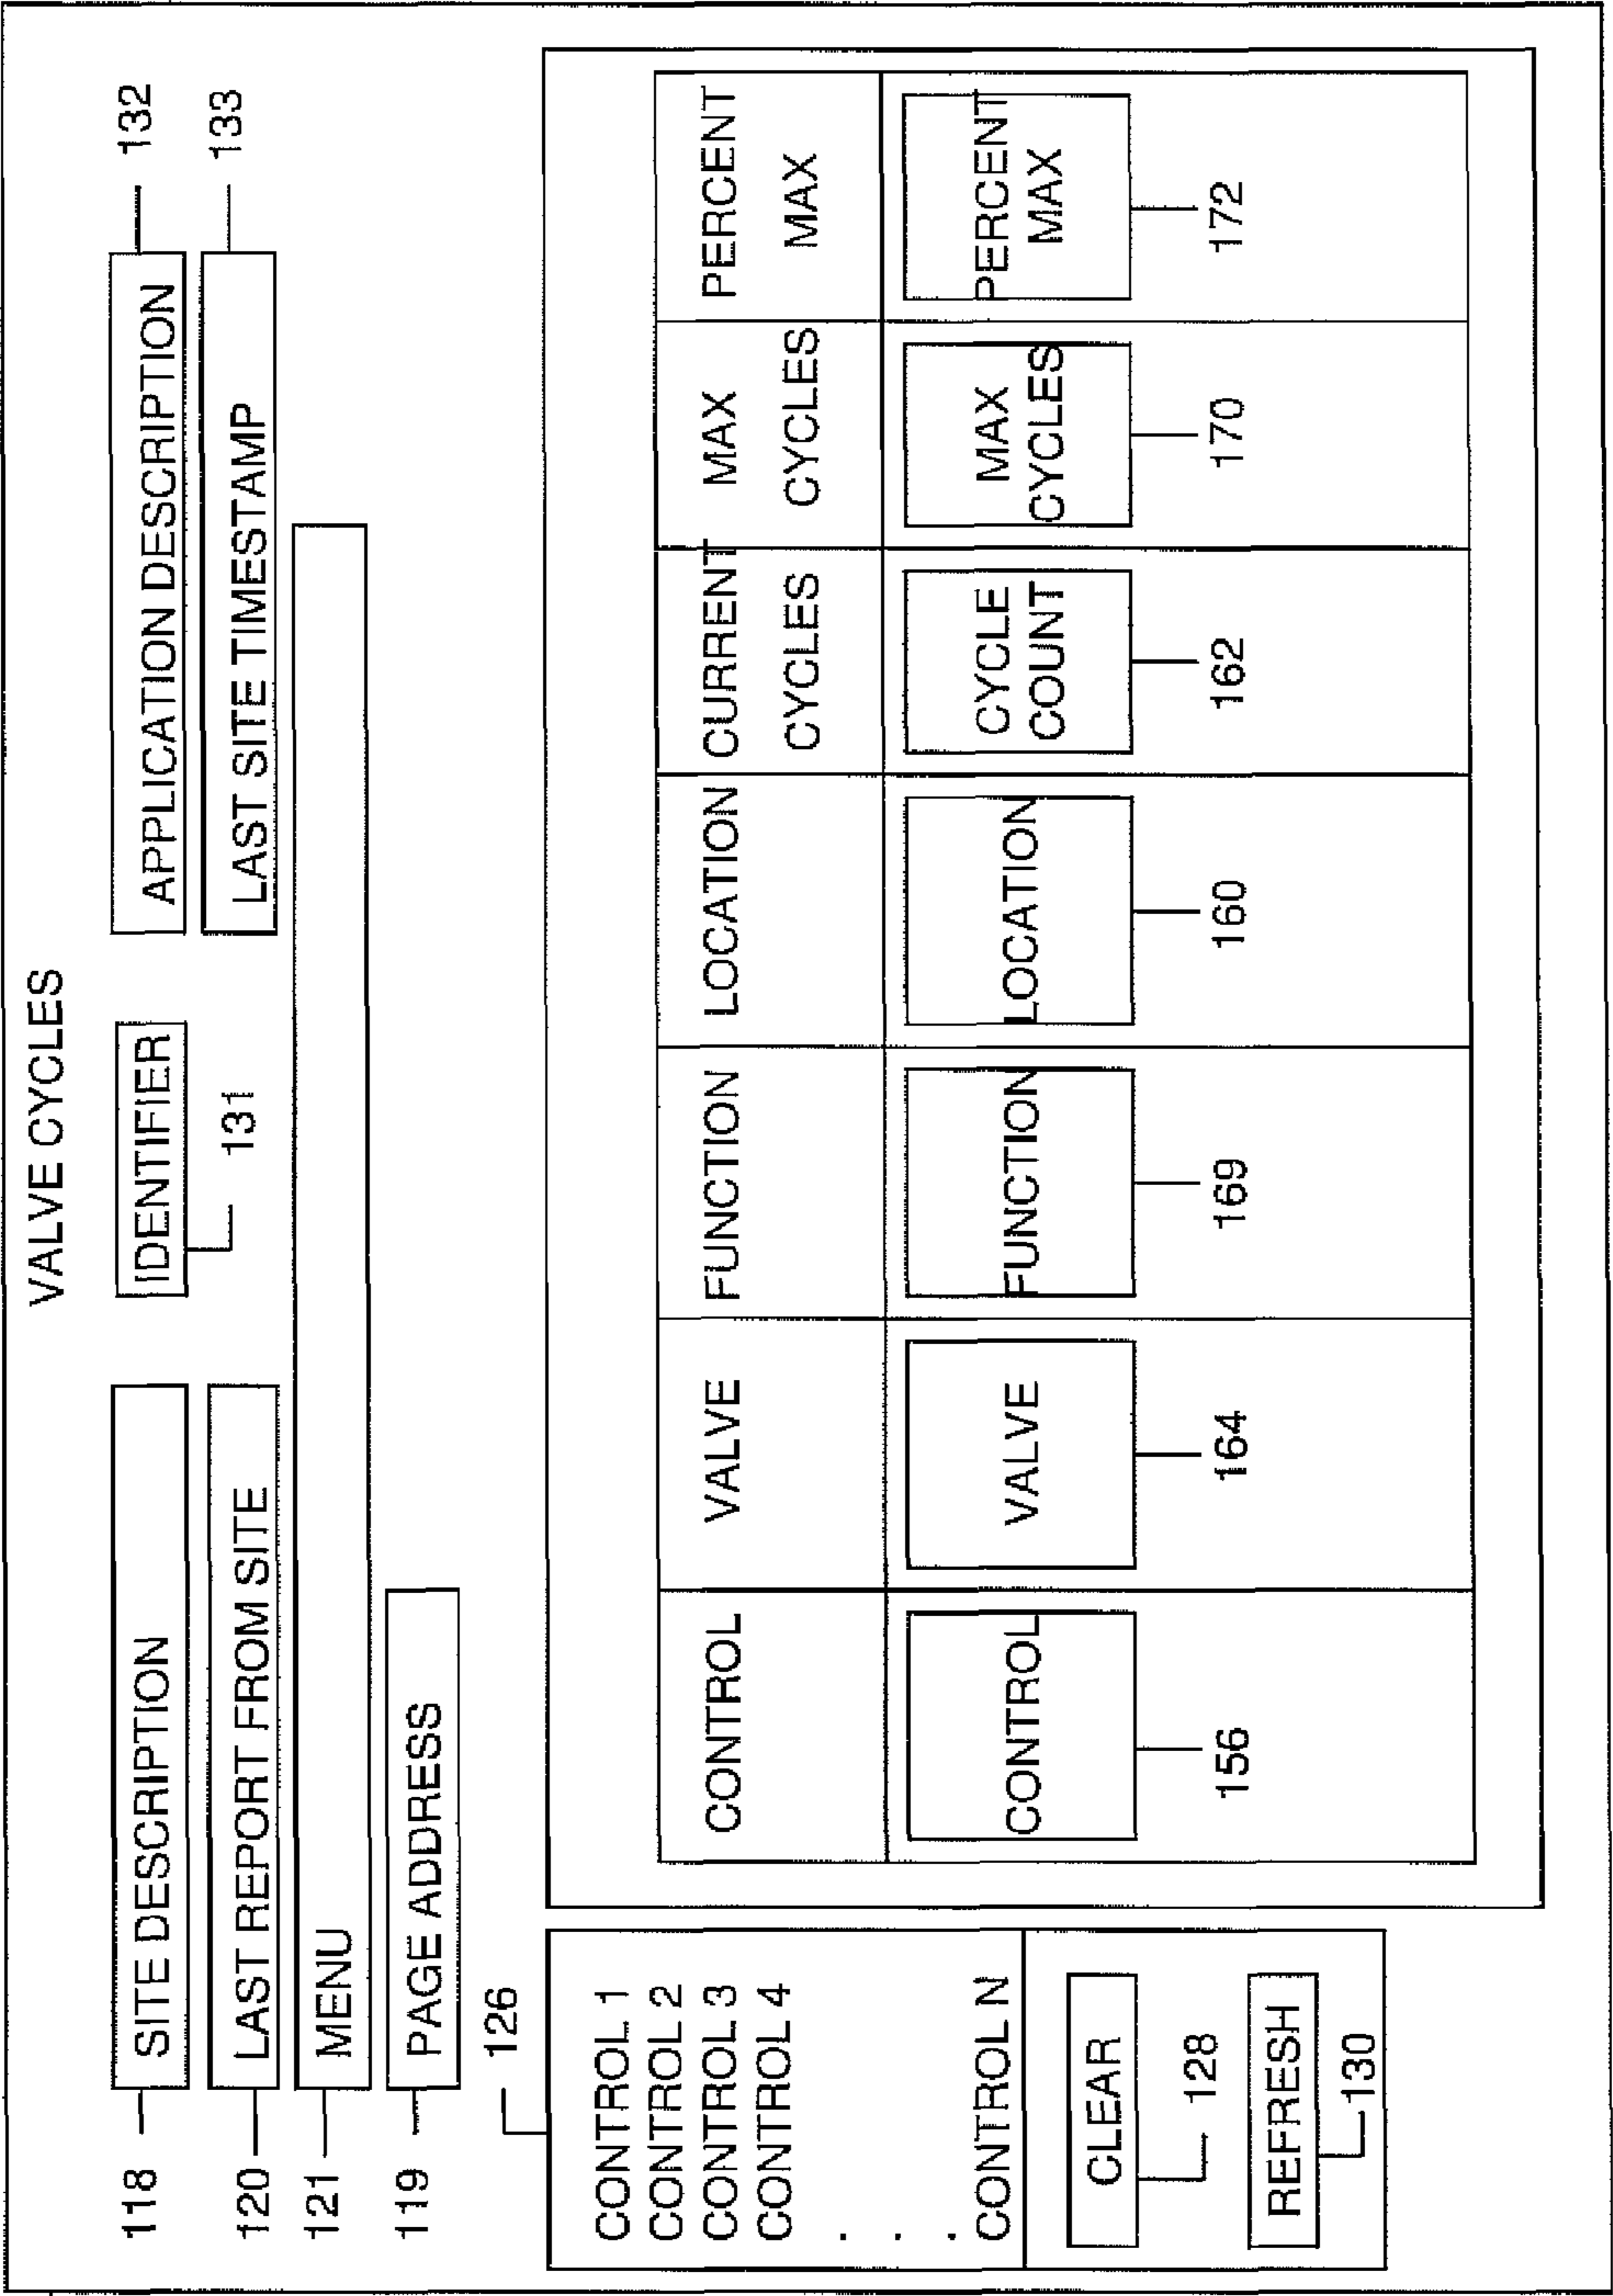 VALVE CYCLES
118 SITE DESCRIPTION
IDENTIFIER
131
APPLICATION DESCRIPTION 132
120 LAST REPORT FROM SITE
LAST SITE TIMESTAMP 133
121 MENU
119 PAGE ADDRESS
126
CONTROL 1
CONTROL 2
CONTROL 3
CONTROL 4
. . .
CONTROL N
CLEAR
128
REFRESH
130
CONTROL VALVE FUNCTION LOCATION CURRENT CYCLES MAX CYCLES PERCENT MAX
CONTROL VALVE FUNCTION LOCATION CYCLE COUNT MAX CYCLES PERCENT MAX
156 164 169 160 162 170 172